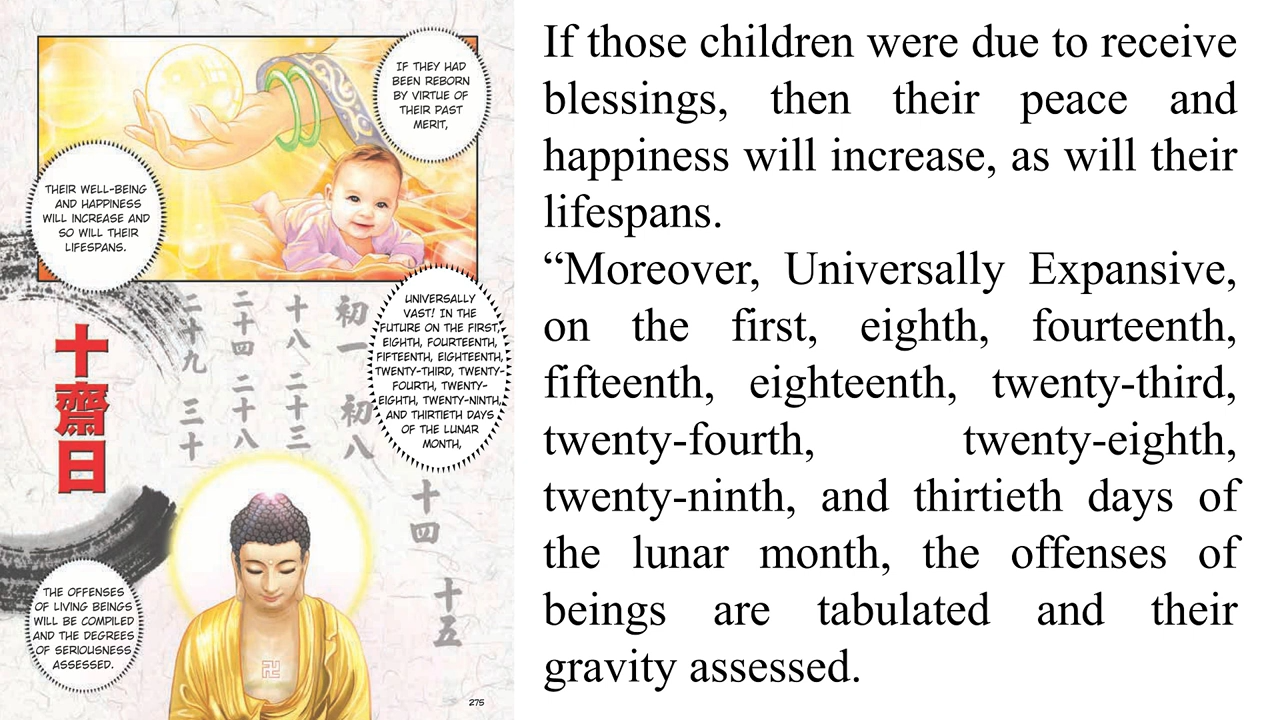 IF THEY HAD
BEEN REBORN
BY VIRTUE OF
THEIR PAST
MERIT,
THEIR WELL-BEING
AND HAPPINESS
WILL INCREASE AND
SO WILL THEIR
LIFESPANS.
UNIVERSALLY
VAST! IN THE
FUTURE ON THE FIRST,
EIGHTH, FOURTEENTH,
FIFTEENTH, EIGHTEENTH,
TWENTY-THIRD, TWENTY-
FOURTH, TWENTY-
EIGHTH, TWENTY-NINTH,
AND THIRTIETH DAYS
OF THE LUNAR
MONTH,
初一 初八
十四 十五
十八 二十三
二十四 二十八
二十九 三十
十齋日
THE OFFENSES
OF LIVING BEINGS
WILL BE COMPILED
AND THE DEGREES
OF SERIOUSNESS
ASSESSED.
卍
275
If those children were due to receive
blessings, then their peace and
happiness will increase, as will their
lifespans.
“Moreover, Universally Expansive,
on the first, eighth, fourteenth,
fifteenth, eighteenth, twenty-third,
twenty-fourth, twenty-eighth,
twenty-ninth, and thirtieth days of
the lunar month, the offenses of
beings are tabulated and their
gravity assessed.